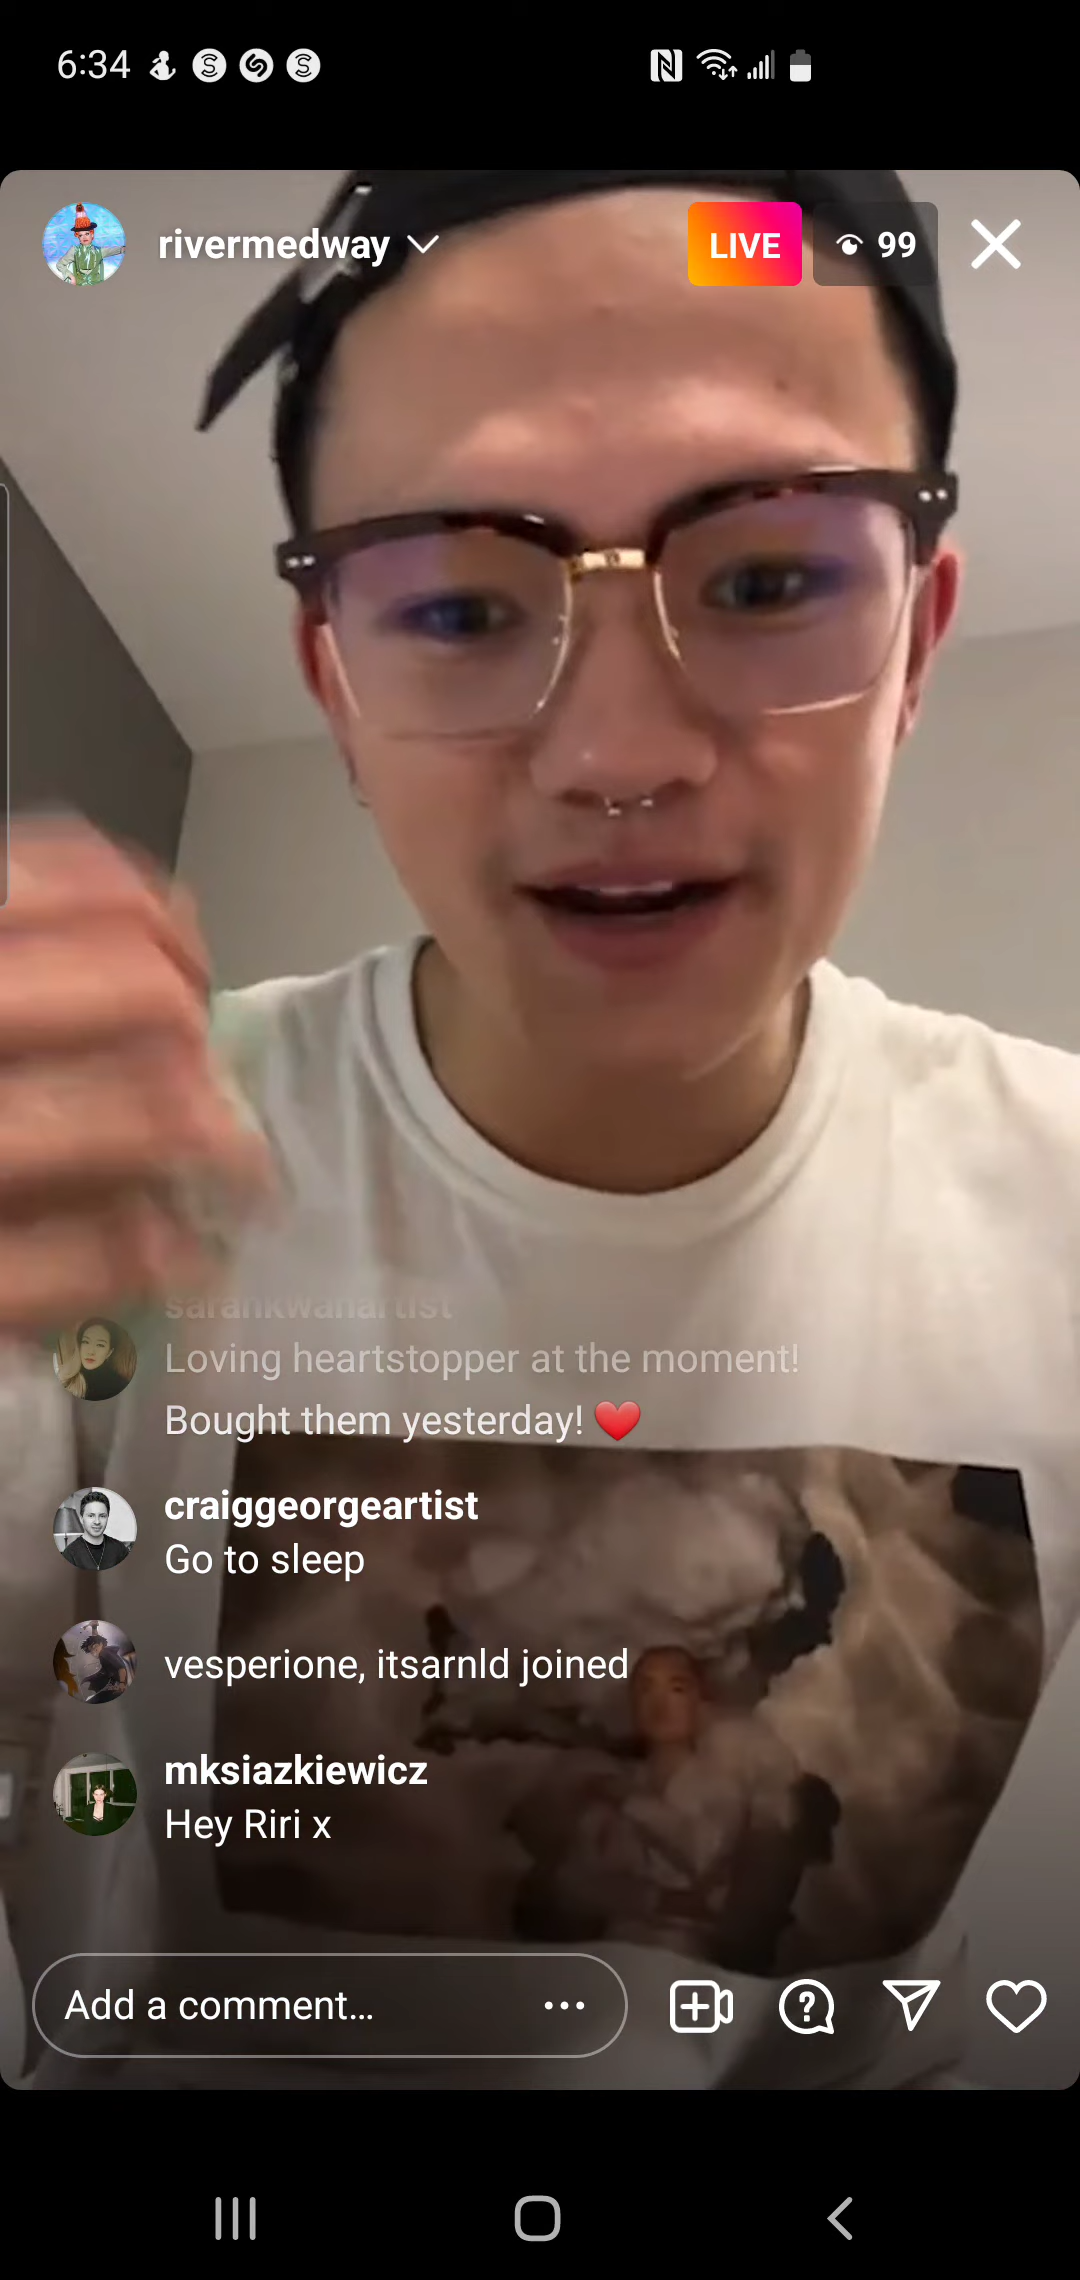 6:34
rivermedway
LIVE
99
sarahkwanartist
Loving heartstopper at the moment!
Bought them yesterday! ❤️
craiggeorgeartist
Go to sleep
vesperione, itsarnld joined
mksiazkiewicz
Hey Riri x
Add a comment...